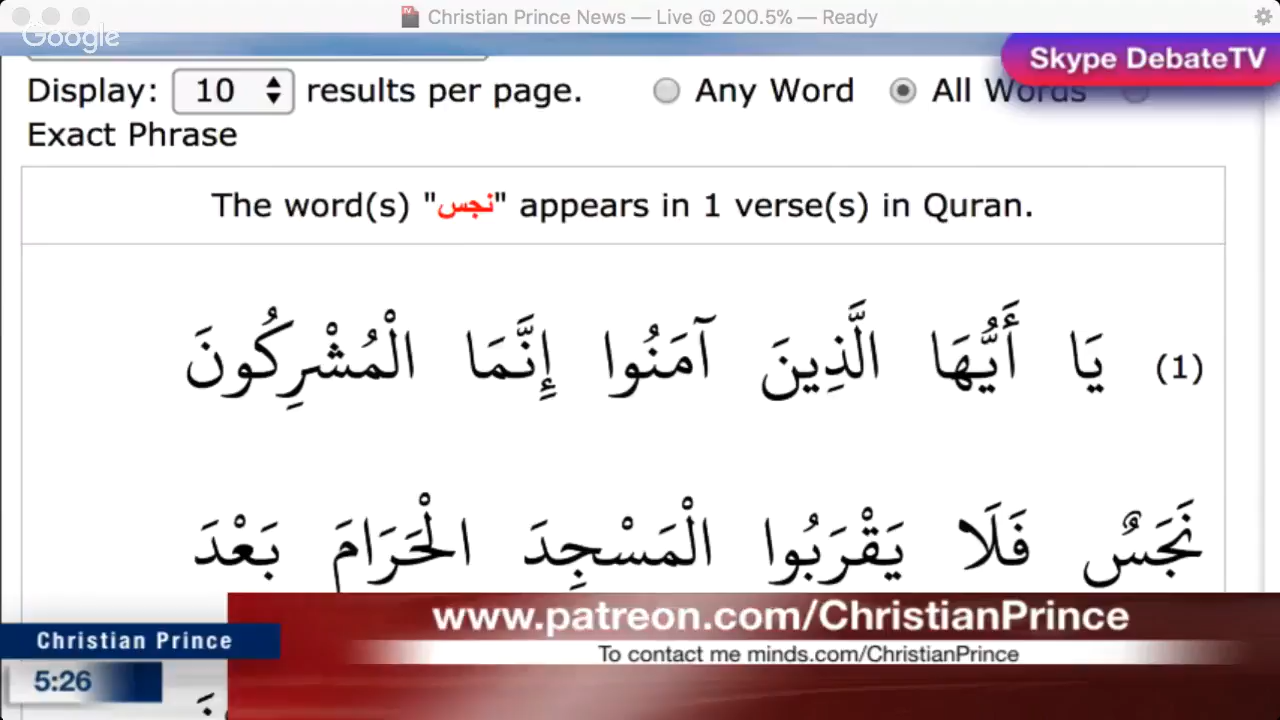 Christian Prince News — Live @ 200.5% — Ready
Google
Skype DebateTV
Display: 10 results per page. Any Word All Words
Exact Phrase
The word(s) "نجس" appears in 1 verse(s) in Quran.
(1) يَا أَيُّهَا الَّذِينَ آمَنُوا إِنَّمَا الْمُشْرِكُونَ
نَجَسٌ فَلَا يَقْرَبُوا الْمَسْجِدَ الْحَرَامَ بَعْدَ
www.patreon.com/ChristianPrince
Christian Prince
To contact me minds.com/ChristianPrince
5:26